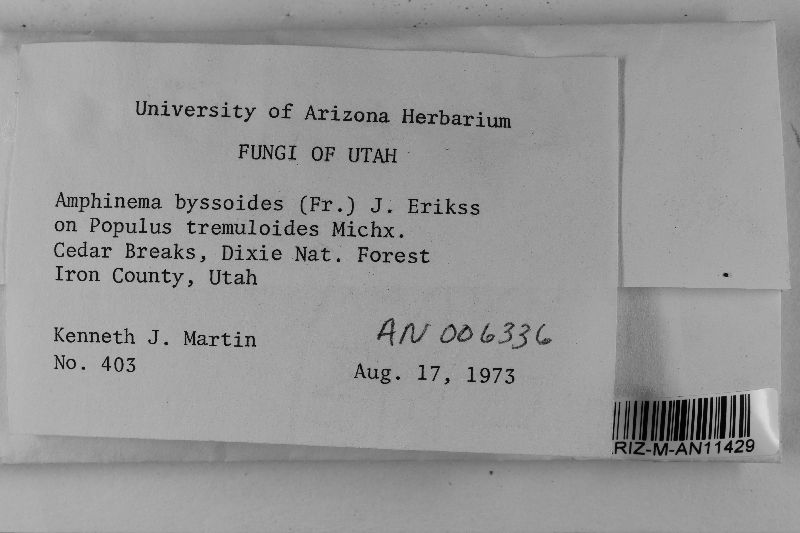 University of Arizona Herbarium
FUNGI OF UTAH
Amphinema byssoides (Fr.) J. Erikss
on Populus tremuloides Michx.
Cedar Breaks, Dixie Nat. Forest
Iron County, Utah
Kenneth J. Martin
AN 006336
No. 403
Aug. 17, 1973
RIZ-M-AN11429